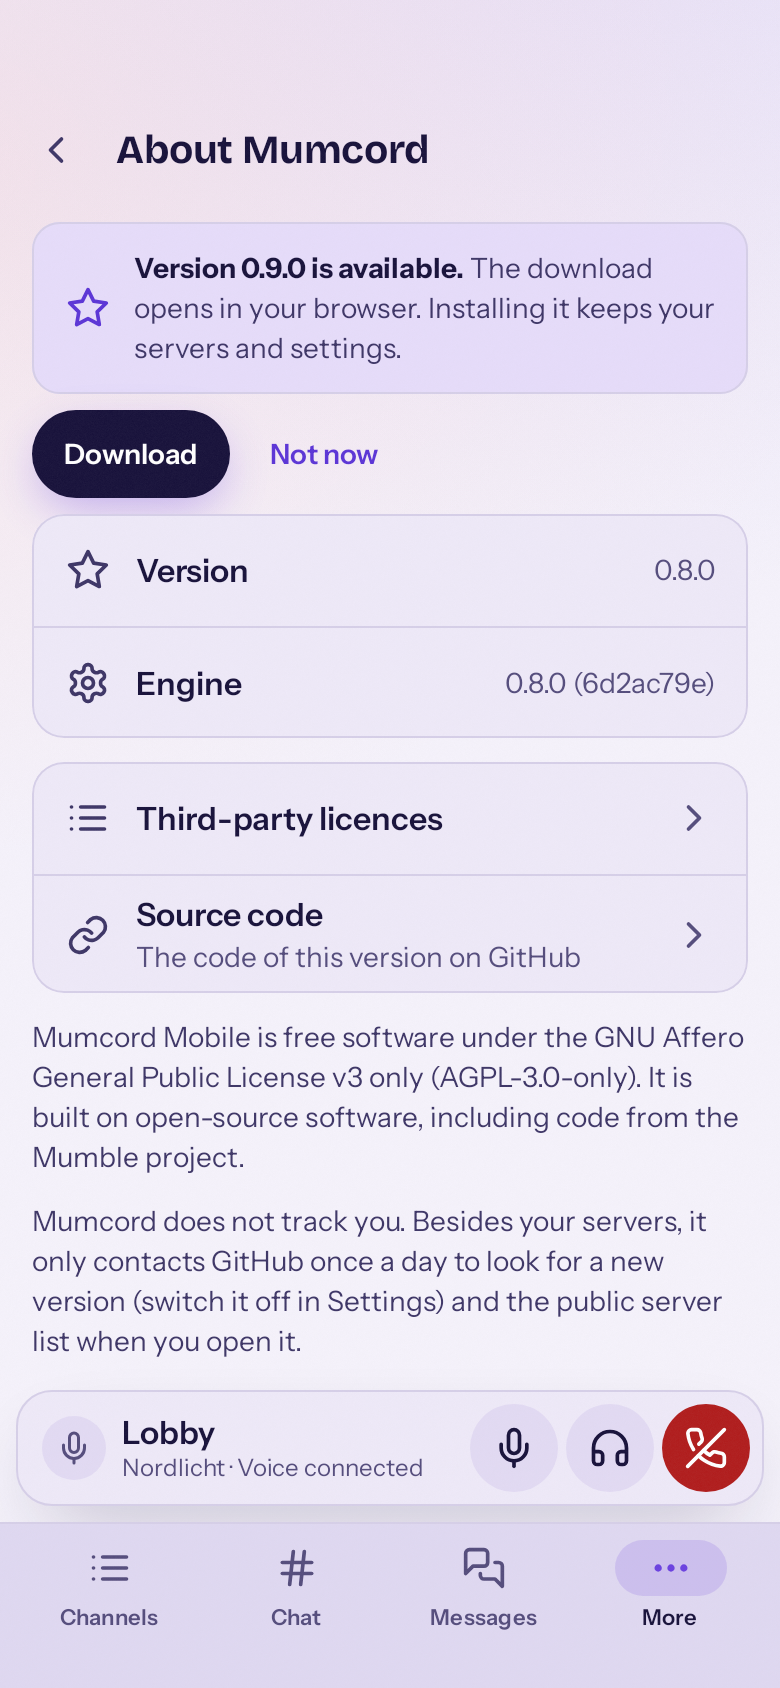 About Mumcord
Version 0.9.0 is available. The download
opens in your browser. Installing it keeps your
servers and settings.
Download
Not now
Version
0.8.0
Engine
0.8.0 (6d2ac79e)
Third-party licences
Source code
The code of this version on GitHub
Mumcord Mobile is free software under the GNU Affero
General Public License v3 only (AGPL-3.0-only). It is
built on open-source software, including code from the
Mumble project.
Mumcord does not track you. Besides your servers, it
only contacts GitHub once a day to look for a new
version (switch it off in Settings) and the public server
list when you open it.
Lobby
Nordlicht · Voice connected
Channels
Chat
Messages
More